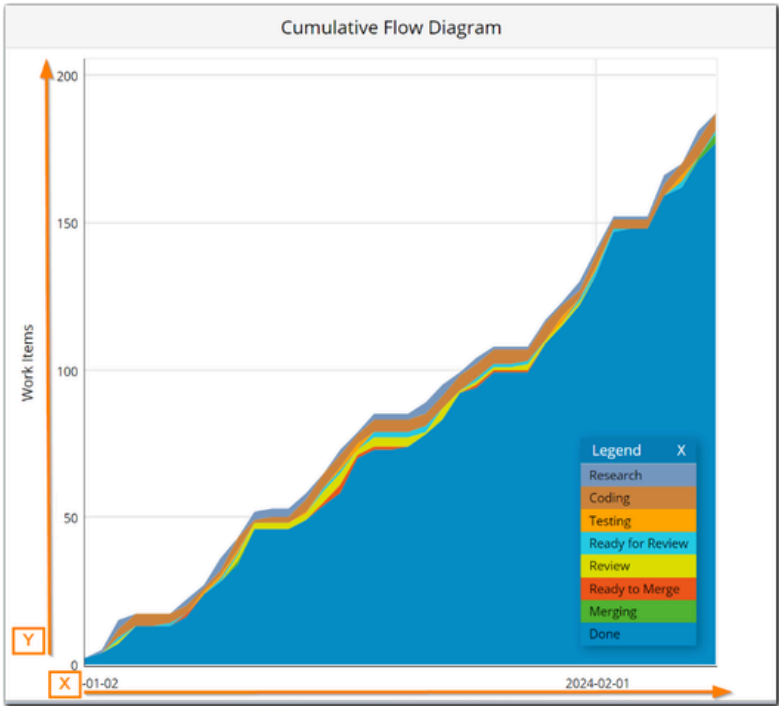 Cumulative Flow Diagram
200
150
100
50
0
Work Items
Y
X
-01-02
2024-02-01
Legend X
Research
Coding
Testing
Ready for Review
Review
Ready to Merge
Merging
Done